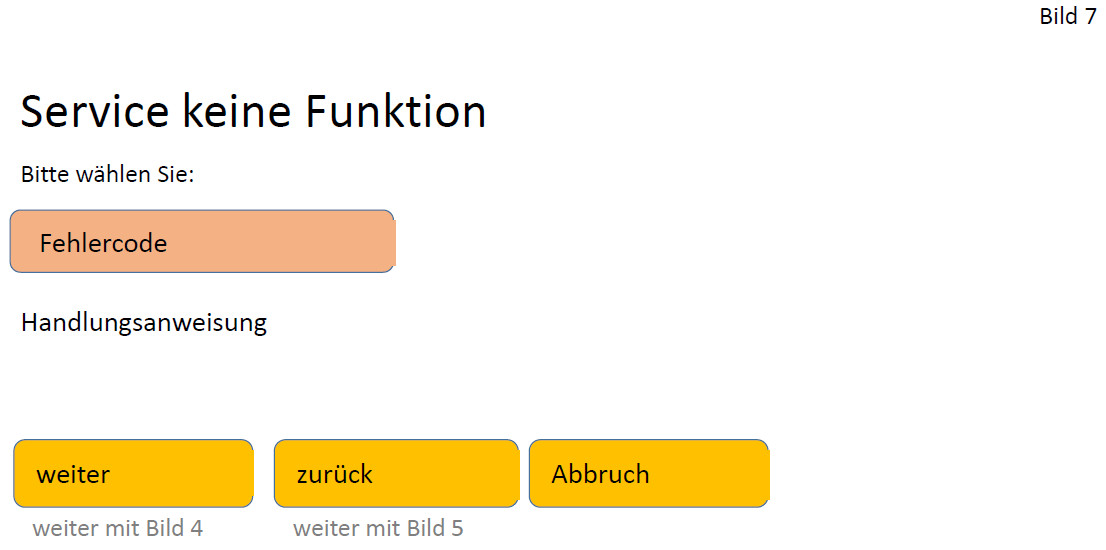 Bild 7
Service keine Funktion
Bitte wählen Sie:
Fehlercode
Handlungsanweisung
weiter zurück Abbruch
weiter mit Bild 4 weiter mit Bild 5